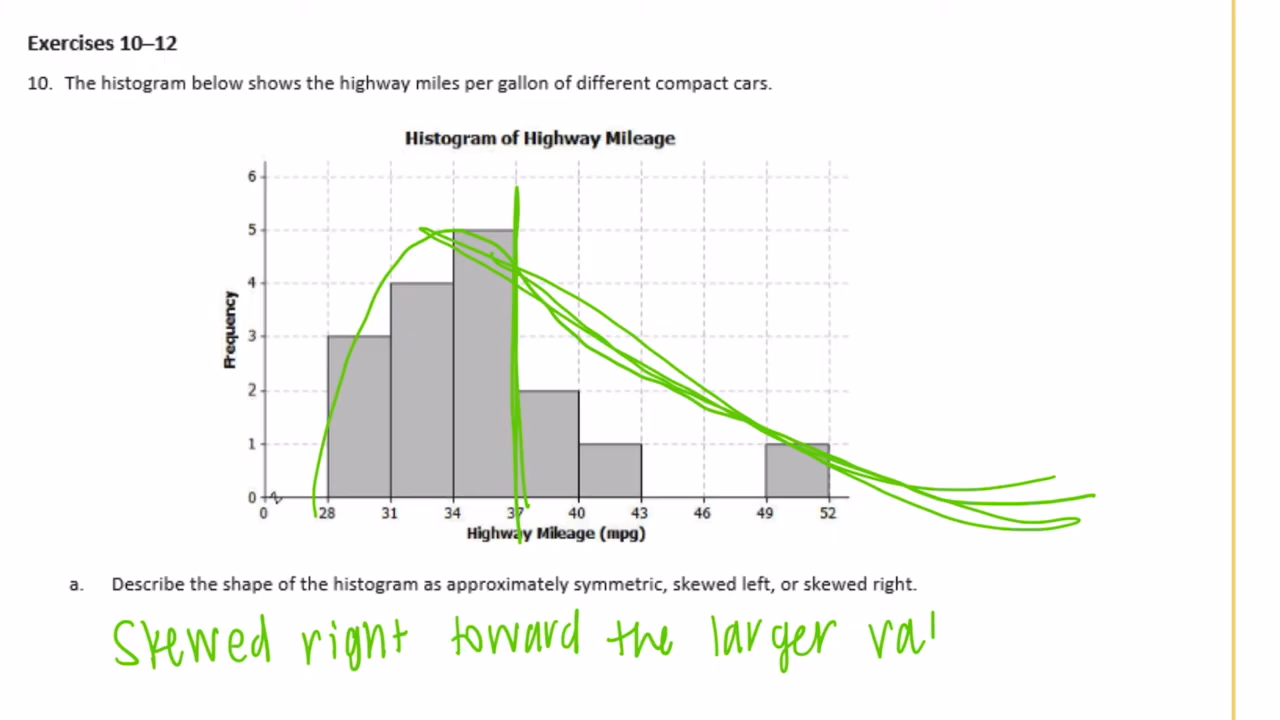 Exercises 10–12
10. The histogram below shows the highway miles per gallon of different compact cars.
Histogram of Highway Mileage
6
5
4
3
2
1
0
Frequency
0 28 31 34 37 40 43 46 49 52
Highway Mileage (mpg)
a. Describe the shape of the histogram as approximately symmetric, skewed left, or skewed right.
Skewed right toward the larger val